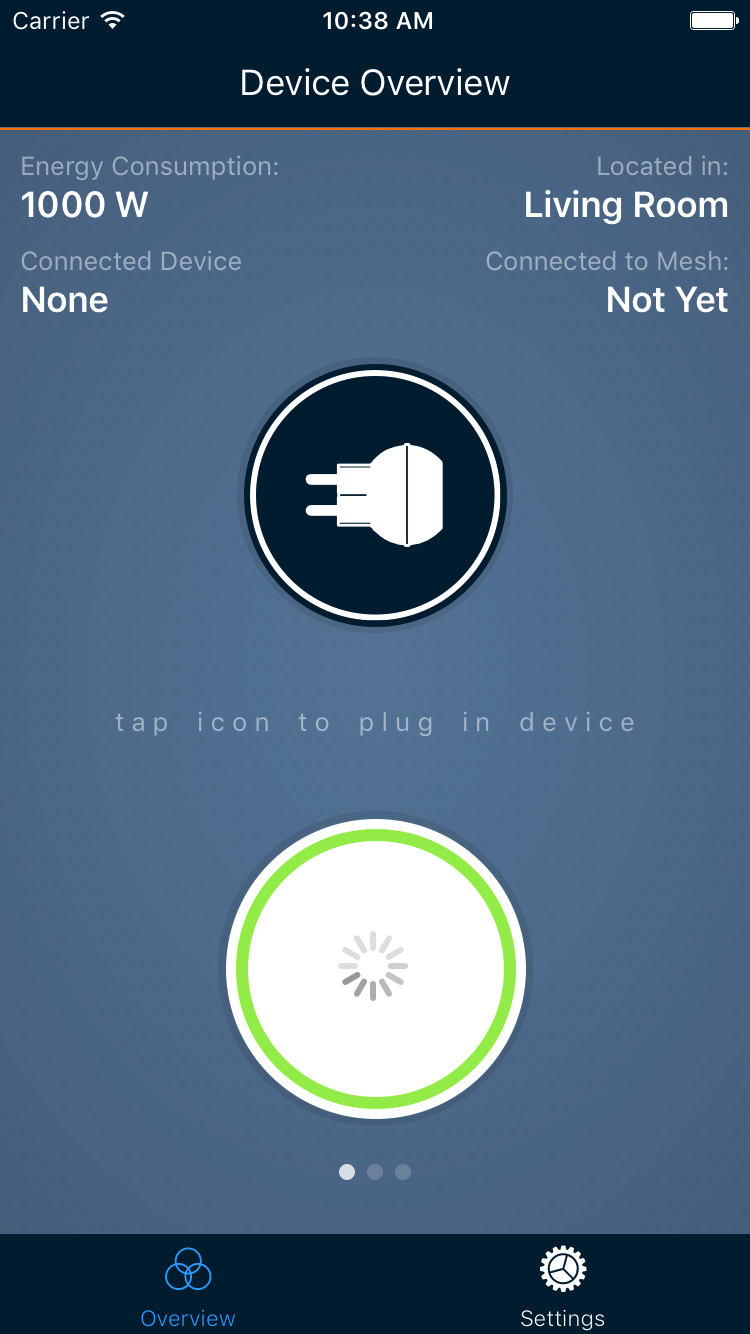 Carrier 10:38 AM
Device Overview
Energy Consumption: Located in:
1000 W Living Room
Connected Device Connected to Mesh:
None Not Yet
tap icon to plug in device
Overview Settings